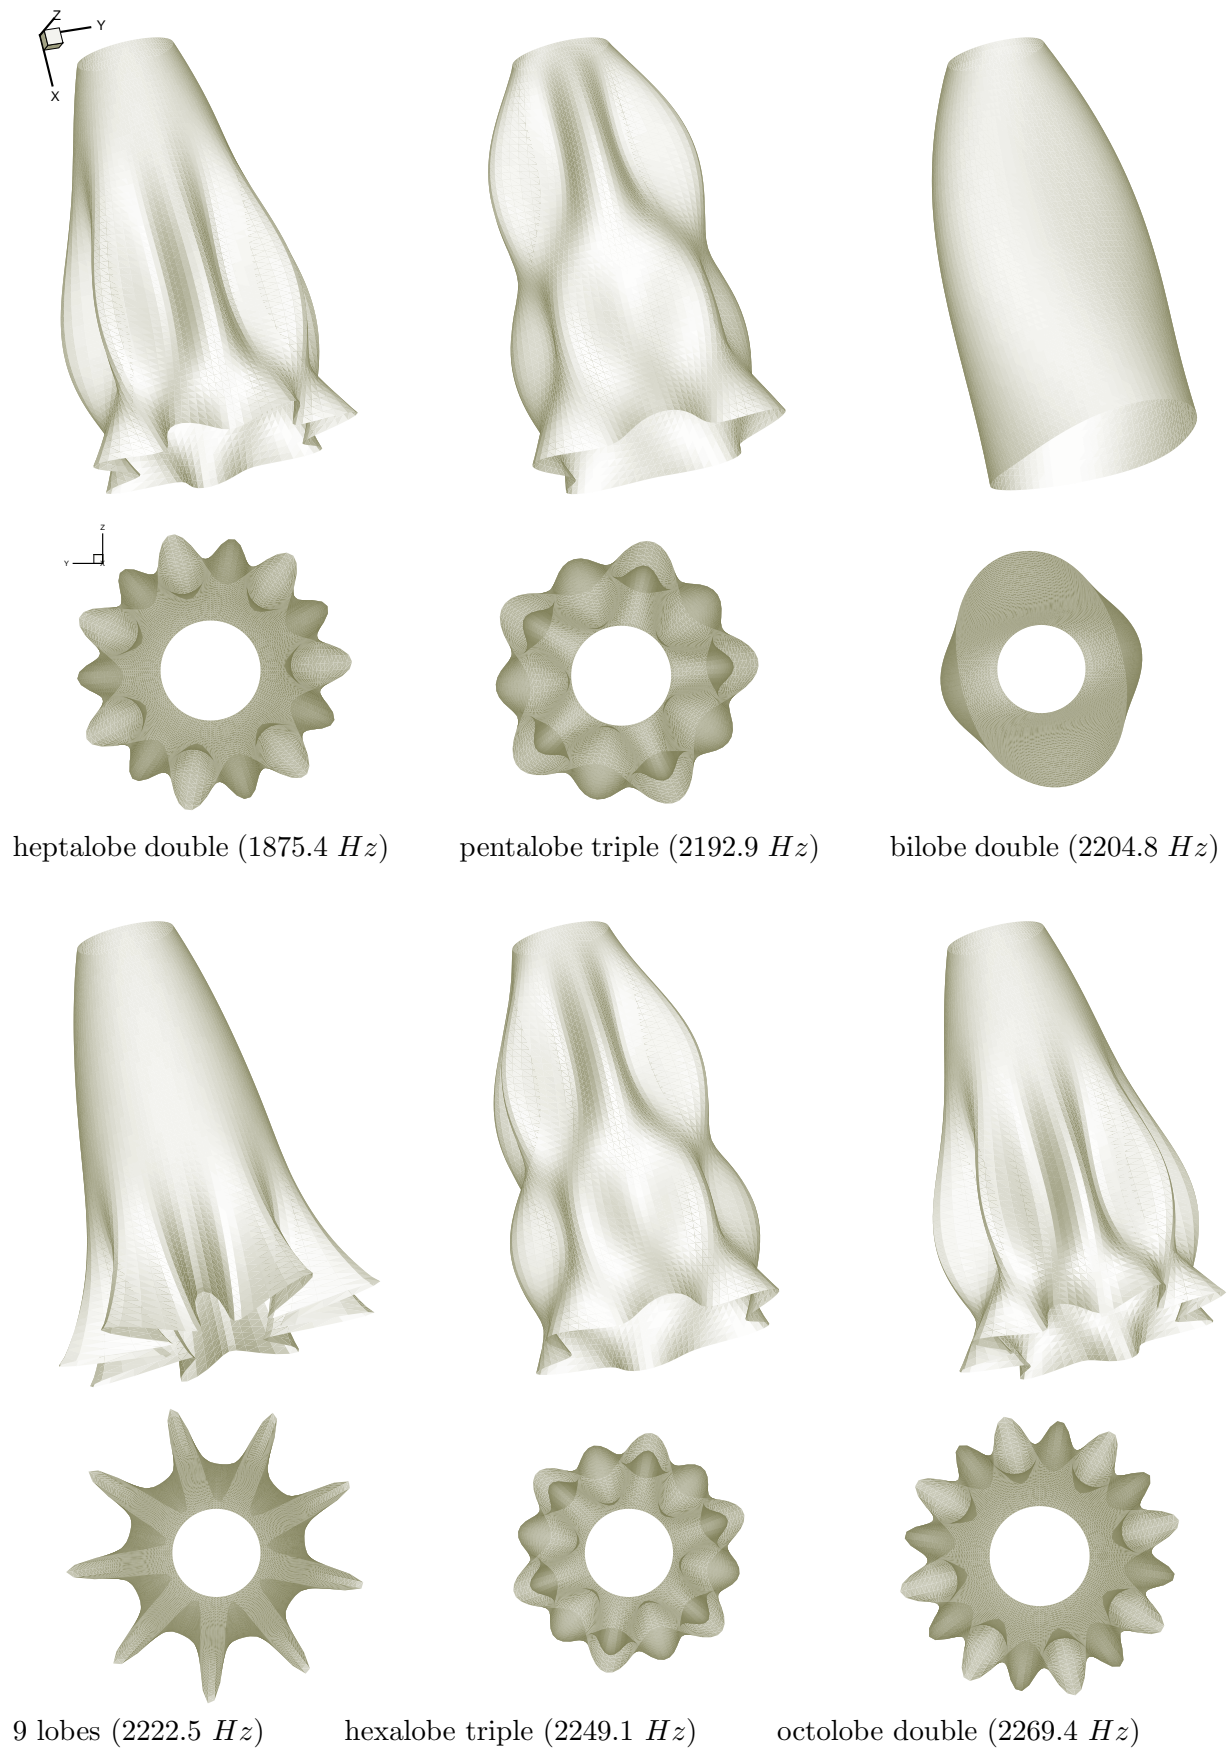 Z
Y
X
Z
Y
X
heptalobe double (1875.4 Hz)
pentalobe triple (2192.9 Hz)
bilobe double (2204.8 Hz)
9 lobes (2222.5 Hz)
hexalobe triple (2249.1 Hz)
octolobe double (2269.4 Hz)